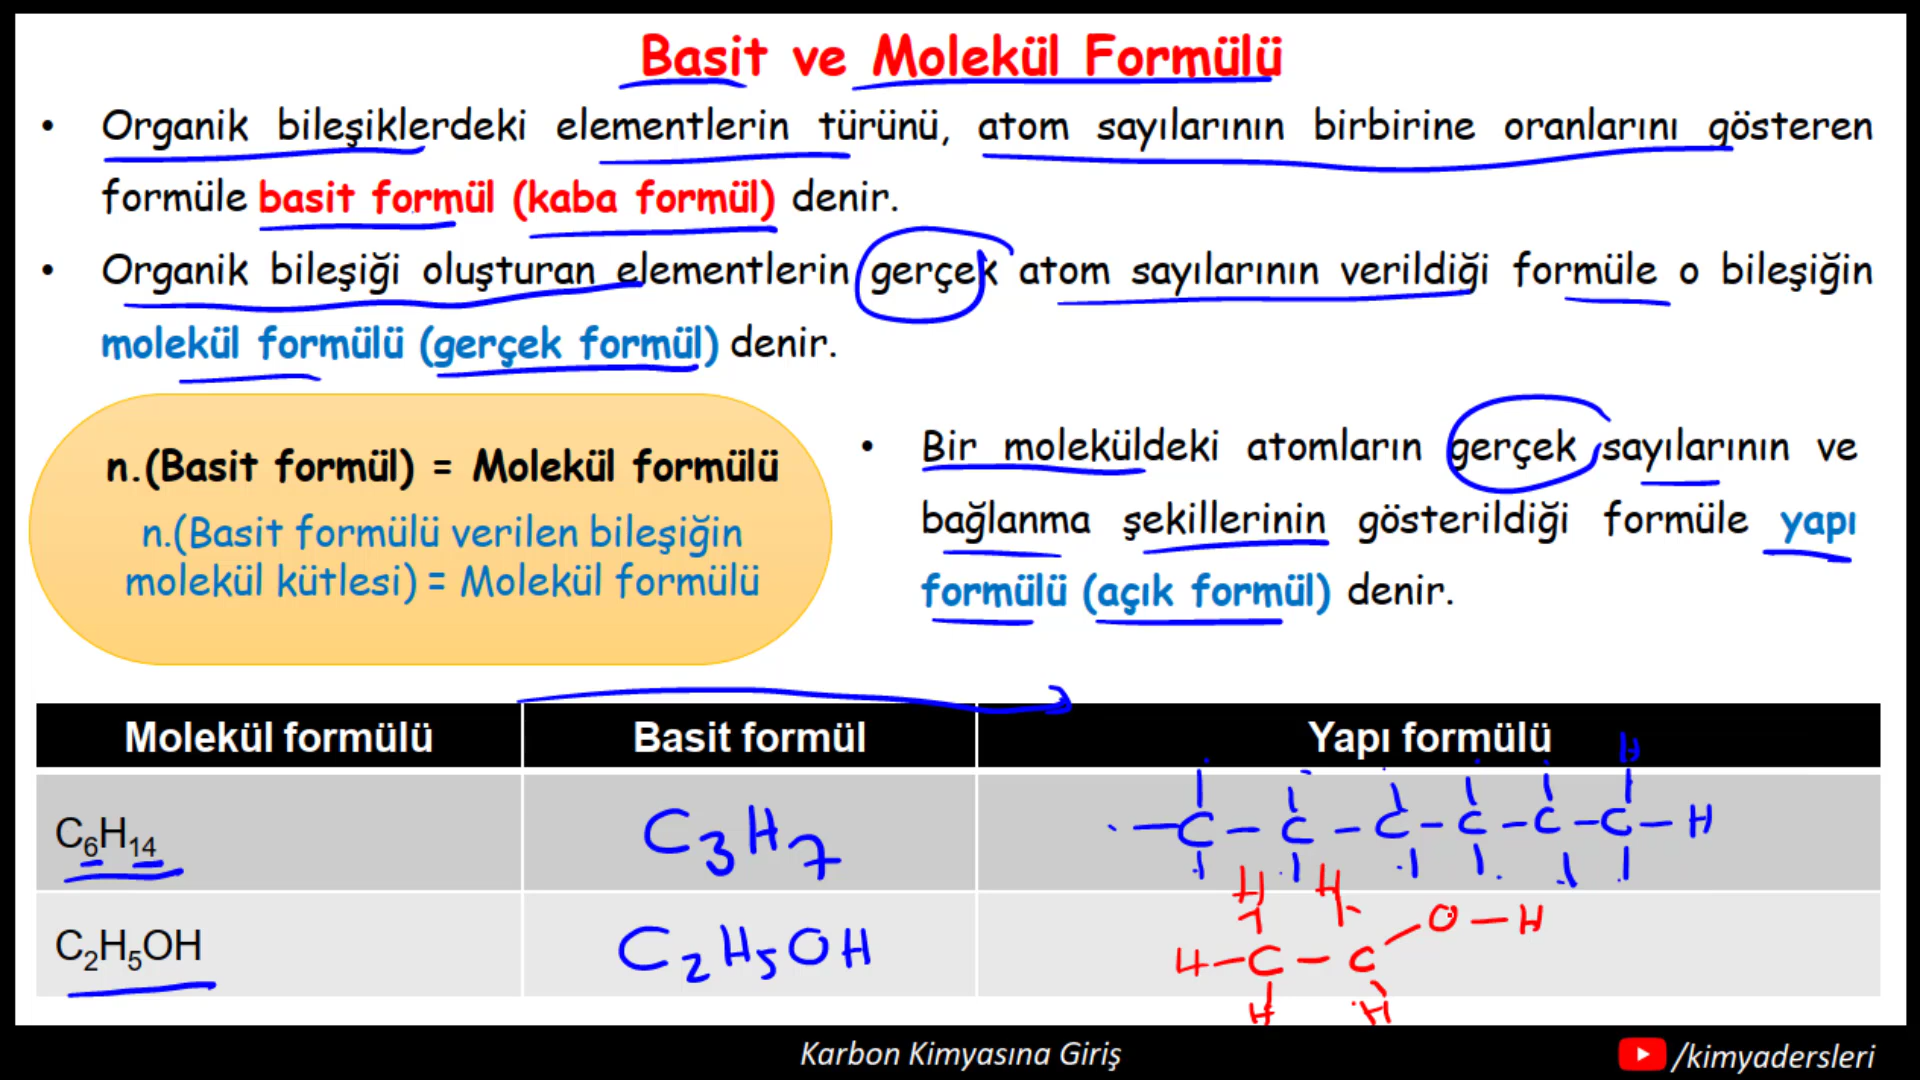 Basit ve Molekül Formülü
• Organik bileşiklerdeki elementlerin türünü, atom sayılarının birbirine oranlarını gösteren
formüle basit formül (kaba formül) denir.
• Organik bileşiği oluşturan elementlerin gerçek atom sayılarının verildiği formüle o bileşiğin
molekül formülü (gerçek formül) denir.
n.(Basit formül) = Molekül formülü
n.(Basit formülü verilen bileşiğin
molekül kütlesi) = Molekül formülü
• Bir moleküldeki atomların gerçek sayılarının ve
bağlanma şekillerinin gösterildiği formüle yapı
formülü (açık formül) denir.
Molekül formülü Basit formül Yapı formülü
H
C₆H₁₄ C₃H₇ C – C – C – C – C – C – H
H H
C₂H₅OH C₂H₅OH H – C – C – O – H
H H
Karbon Kimyasına Giriş
/kimyadersleri